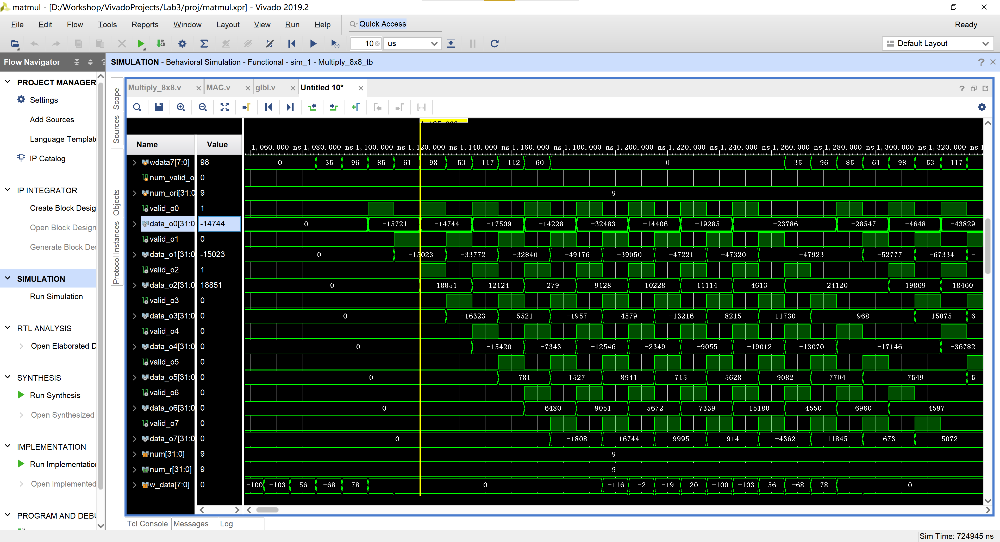 matmul - [D:/Workshop/VivadoProjects/Lab3/proj/matmul.xpr] - Vivado 2019.2
File Edit Flow Tools Reports Window Layout View Run Help Quick Access Ready
10 us Default Layout
Flow Navigator
SIMULATION - Behavioral Simulation - Functional - sim_1 - Multiply_8x8_tb
PROJECT MANAGER
Settings
Add Sources
Language Template
IP Catalog
IP INTEGRATOR
Create Block Desig
Open Block Design
Generate Block Des
SIMULATION
Run Simulation
RTL ANALYSIS
Open Elaborated D
SYNTHESIS
Run Synthesis
Open Synthesized
IMPLEMENTATION
Run Implementation
Open Implemented
PROGRAM AND DEBU
Scope
Sources
Objects
Protocol Instances
Multiply_8x8.v MAC.v glbl.v Untitled 10*
Name Value
1,060.000 ns 1,080.000 ns 1,100.000 ns 1,120.000 ns 1,140.000 ns 1,160.000 ns 1,180.000 ns 1,200.000 ns 1,220.000 ns 1,240.000 ns 1,260.000 ns 1,280.000 ns 1,300.000 ns 1,320.000 ns 1
wdata7[7:0] 98 0 35 96 85 61 98 -53 -117 -112 -60 0 35 96 85 61 98 -53 -117 -
num_valid_o 0
num_ori[31:0 9 9
valid_o0 1
data_o0[31:0 -14744 0 -15721 -14744 -17509 -14228 -32483 -14406 -19285 -23786 -28547 -4648 -43829
valid_o1 0
data_o1[31:0 -15023 0 -15023 -33772 -32840 -49176 -39050 -47221 -47320 -47923 -52777 -67334 -
valid_o2 1
data_o2[31:0 18851 0 18851 12124 -279 9128 10228 11114 4613 24120 19869 18460
valid_o3 0
data_o3[31:0 0 0 -16323 5521 -1957 4579 -13216 8215 11730 968 15875 6
valid_o4 0
data_o4[31:0 0 0 -15420 -7343 -12546 -2349 -9055 -19012 -13070 -17146 -36782
valid_o5 0
data_o5[31:0 0 0 781 1527 8941 715 5628 9082 7704 7549 5
valid_o6 0
data_o6[31:0 0 0 -6480 9051 5672 7339 15188 -4550 6960 4597
valid_o7 0
data_o7[31:0 0 0 -1808 16744 9995 914 -4362 11845 673 5072
num[31:0] 9 9
num_r[31:0] 9 9
w_data[7:0] 0 -100 -103 56 -68 78 0 -116 -2 -19 20 -100 -103 56 -68 78 0
Tcl Console Messages Log
Sim Time: 724945 ns